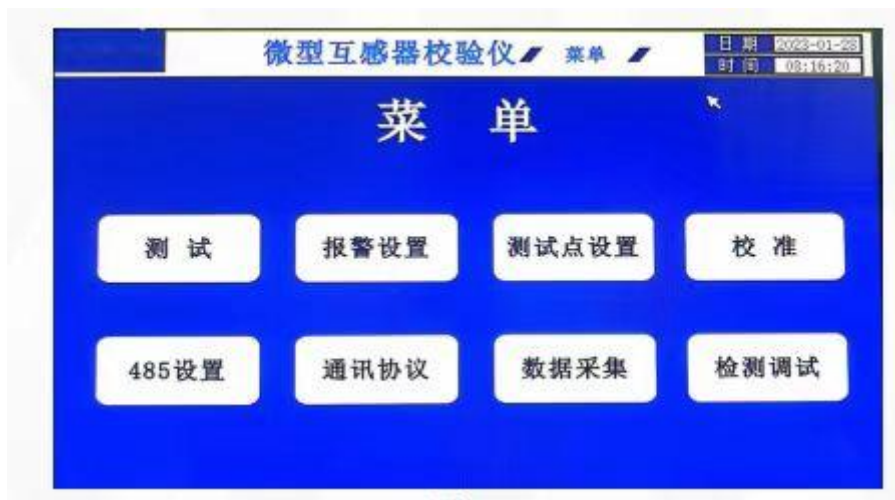 微型互感器校验仪 菜单
日期 2023-01-28
时间 08:16:20
菜 单
测 试 报警设置 测试点设置 校 准
485设置 通讯协议 数据采集 检测调试